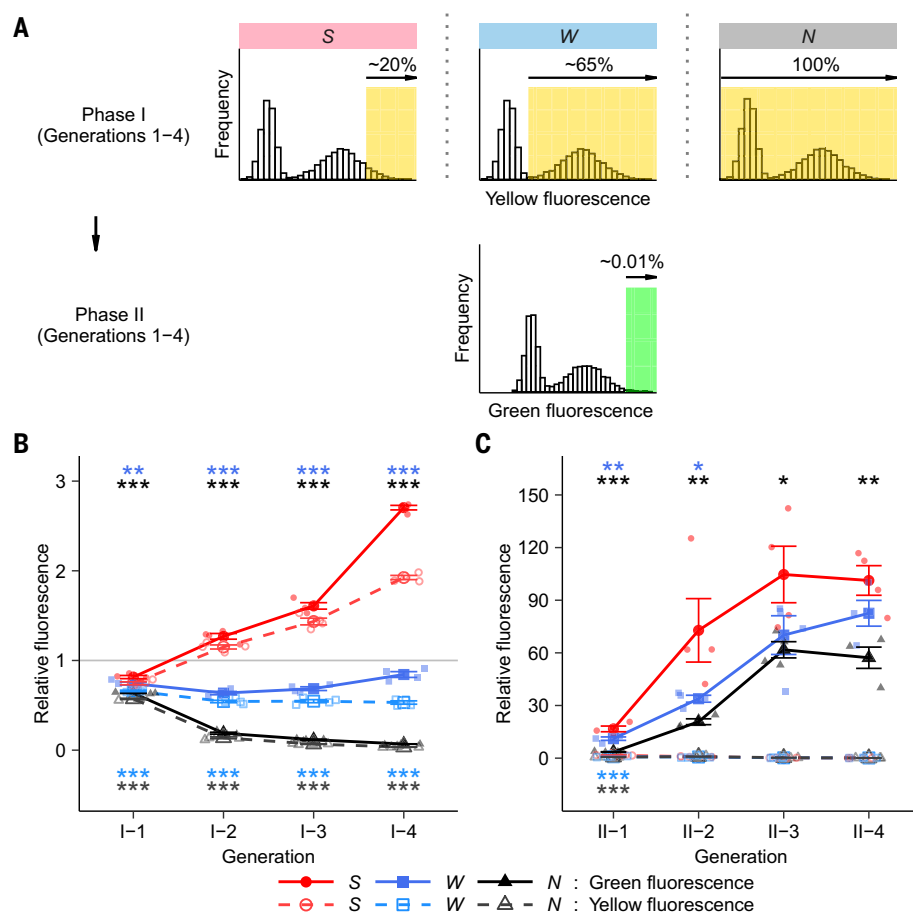 A
S
W
N
~20%
~65%
100%
Phase I
(Generations 1–4)
Frequency
Yellow fluorescence
Phase II
(Generations 1–4)
~0.01%
Frequency
Green fluorescence
B
** *** *** ***
*** *** *** ***
3
2
1
0
Relative fluorescence
*** *** *** ***
*** *** *** ***
I–1 I–2 I–3 I–4
Generation
C
** *
*** ** * **
150
120
90
60
30
0
Relative fluorescence
***
***
II–1 II–2 II–3 II–4
Generation
S W N : Green fluorescence
S W N : Yellow fluorescence